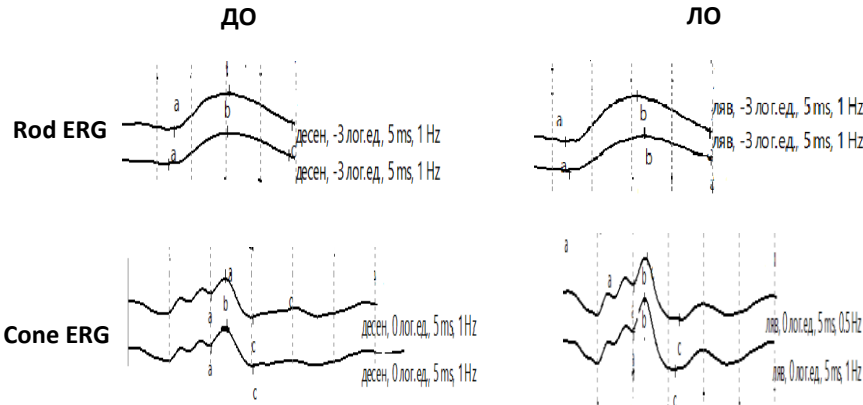 ДО
ЛО
Rod ERG
a
b
десен, -3 лог.ед, 5 ms, 1 Hz
a
c
десен, -3 лог.ед, 5 ms, 1 Hz
a
b
ляв, -3 лог.ед, 5 ms, 1 Hz
ляв, -3 лог.ед, 5 ms, 1 Hz
a
b
Cone ERG
a
b
c
десен, 0 лог.ед, 5 ms, 1 Hz
a
c
a
десен, 0 лог.ед, 5 ms, 1 Hz
c
a
a
b
ляв, 0 лог.ед, 5 ms, 0.5 Hz
b
c
ляв, 0 лог.ед, 5 ms, 1 Hz
c